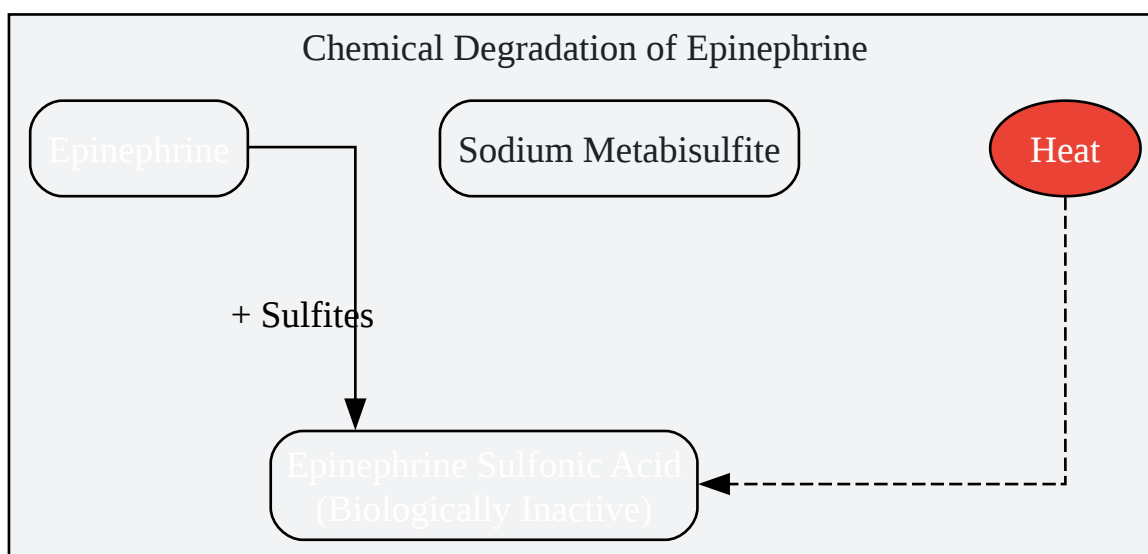 Chemical Degradation of Epinephrine
Epinephrine
Sodium Metabisulfite
Heat
+ Sulfites
Epinephrine Sulfonic Acid
(Biologically Inactive)